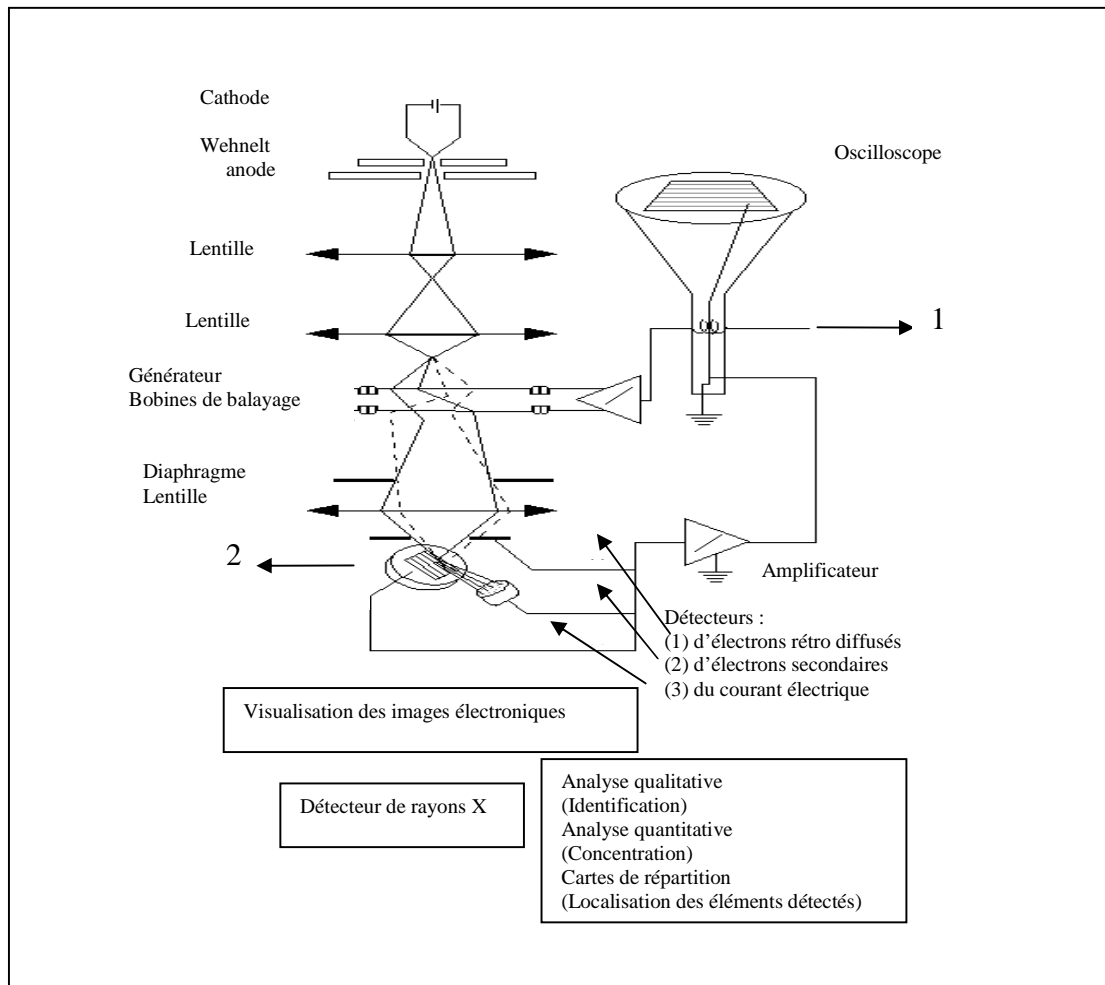 Cathode
Wehnelt
anode
Oscilloscope
Lentille
Lentille
1
Générateur
Bobines de balayage
Diaphragme
Lentille
2
Amplificateur
Détecteurs :
(1) d'électrons rétro diffusés
(2) d'électrons secondaires
(3) du courant électrique
Visualisation des images électroniques
Détecteur de rayons X
Analyse qualitative
(Identification)
Analyse quantitative
(Concentration)
Cartes de répartition
(Localisation des éléments détectés)